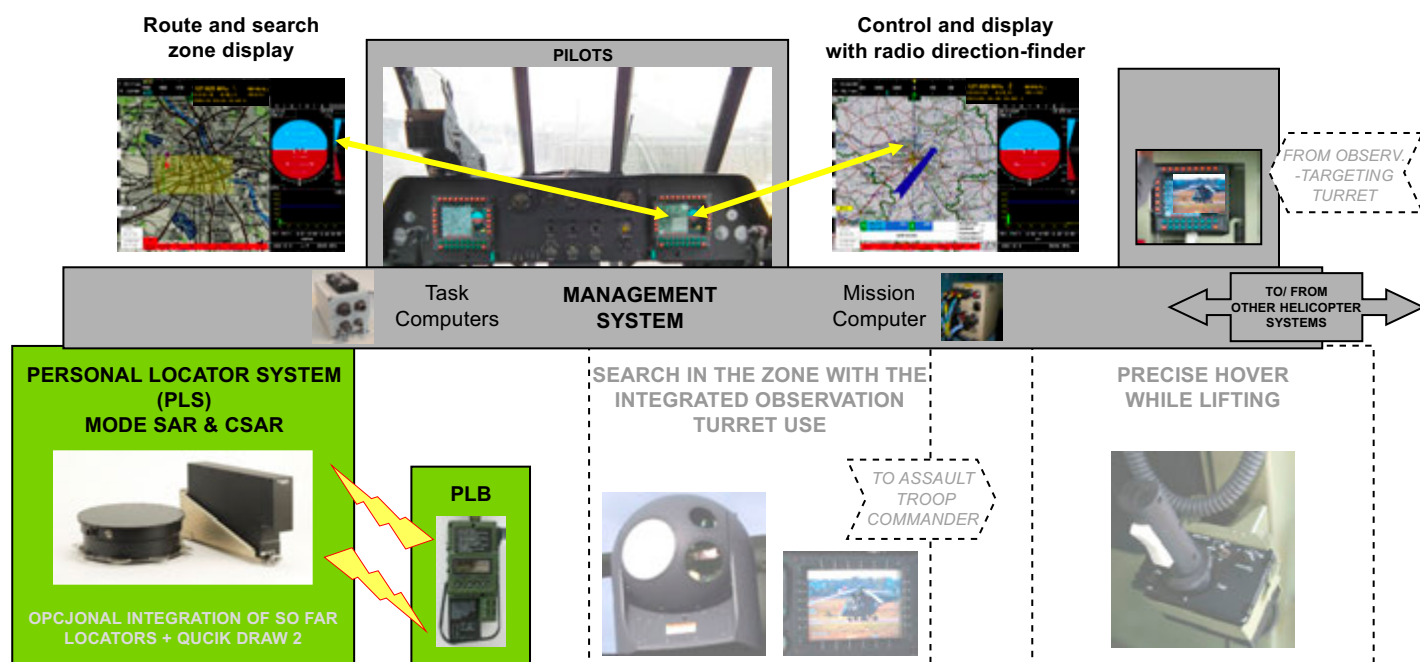 Route and search
zone display
PILOTS
Control and display
with radio direction-finder
FROM OBSERV.
-TARGETING
TURRET
Task
Computers
MANAGEMENT
SYSTEM
Mission
Computer
TO/ FROM
OTHER HELICOPTER
SYSTEMS
PERSONAL LOCATOR SYSTEM
(PLS)
MODE SAR & CSAR
OPCJONAL INTEGRATION OF SO FAR
LOCATORS + QUCIK DRAW 2
PLB
SEARCH IN THE ZONE WITH THE
INTEGRATED OBSERVATION
TURRET USE
TO ASSAULT
TROOP
COMMANDER
PRECISE HOVER
WHILE LIFTING